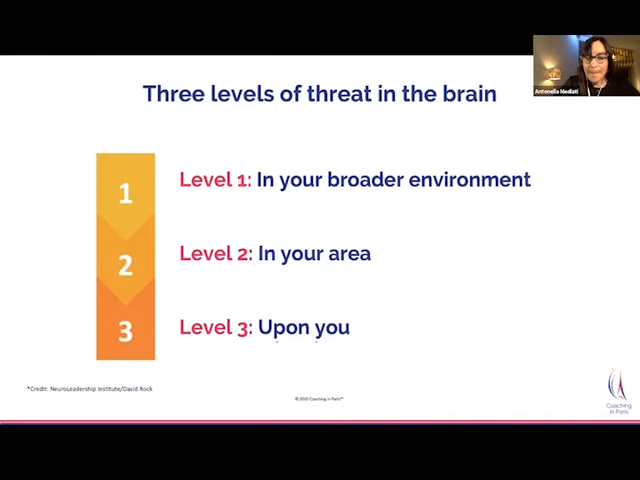 Antonella Mediati
Three levels of threat in the brain
1
Level 1: In your broader environment
2
Level 2: In your area
3
Level 3: Upon you
*Credit: NeuroLeadership Institute/David Rock
© 2020 Coaching in Paris™
Coaching
in Paris